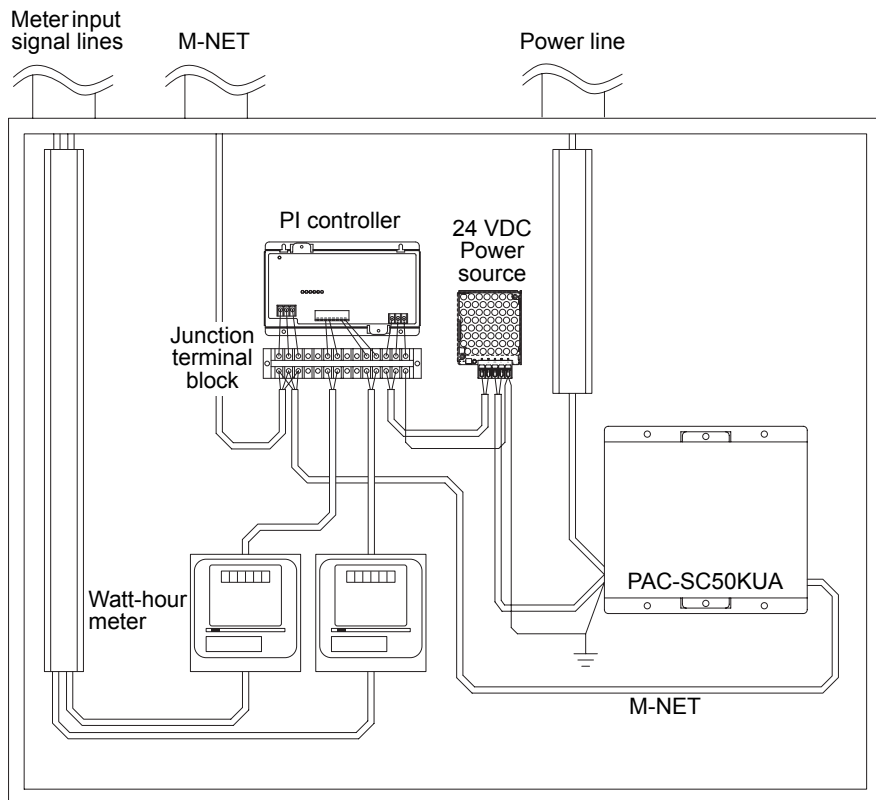 Meter input
signal lines
M-NET
Power line
PI controller
24 VDC
Power
source
Junction
terminal
block
PAC-SC50KUA
Watt-hour
meter
M-NET